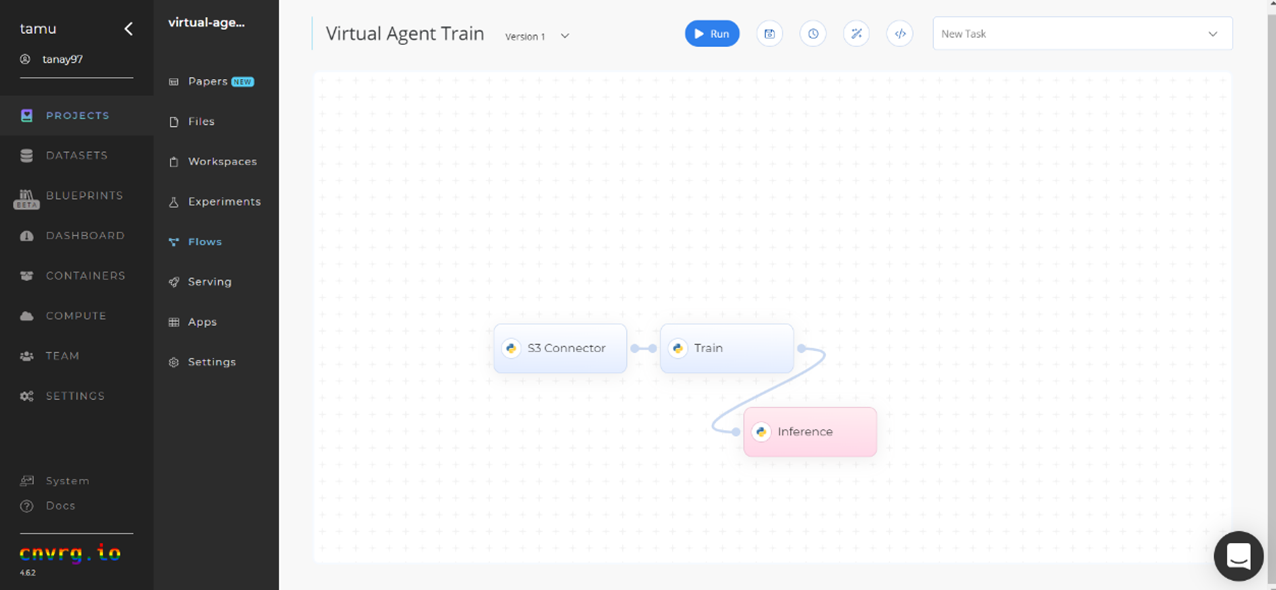 tamu
tanay97
PROJECTS
DATASETS
BLUEPRINTS
BETA
DASHBOARD
CONTAINERS
COMPUTE
TEAM
SETTINGS
System
Docs
cnvrg.io
4.6.2
virtual-age...
Papers NEW
Files
Workspaces
Experiments
Flows
Serving
Apps
Settings
Virtual Agent Train Version 1
Run
New Task
S3 Connector
Train
Inference